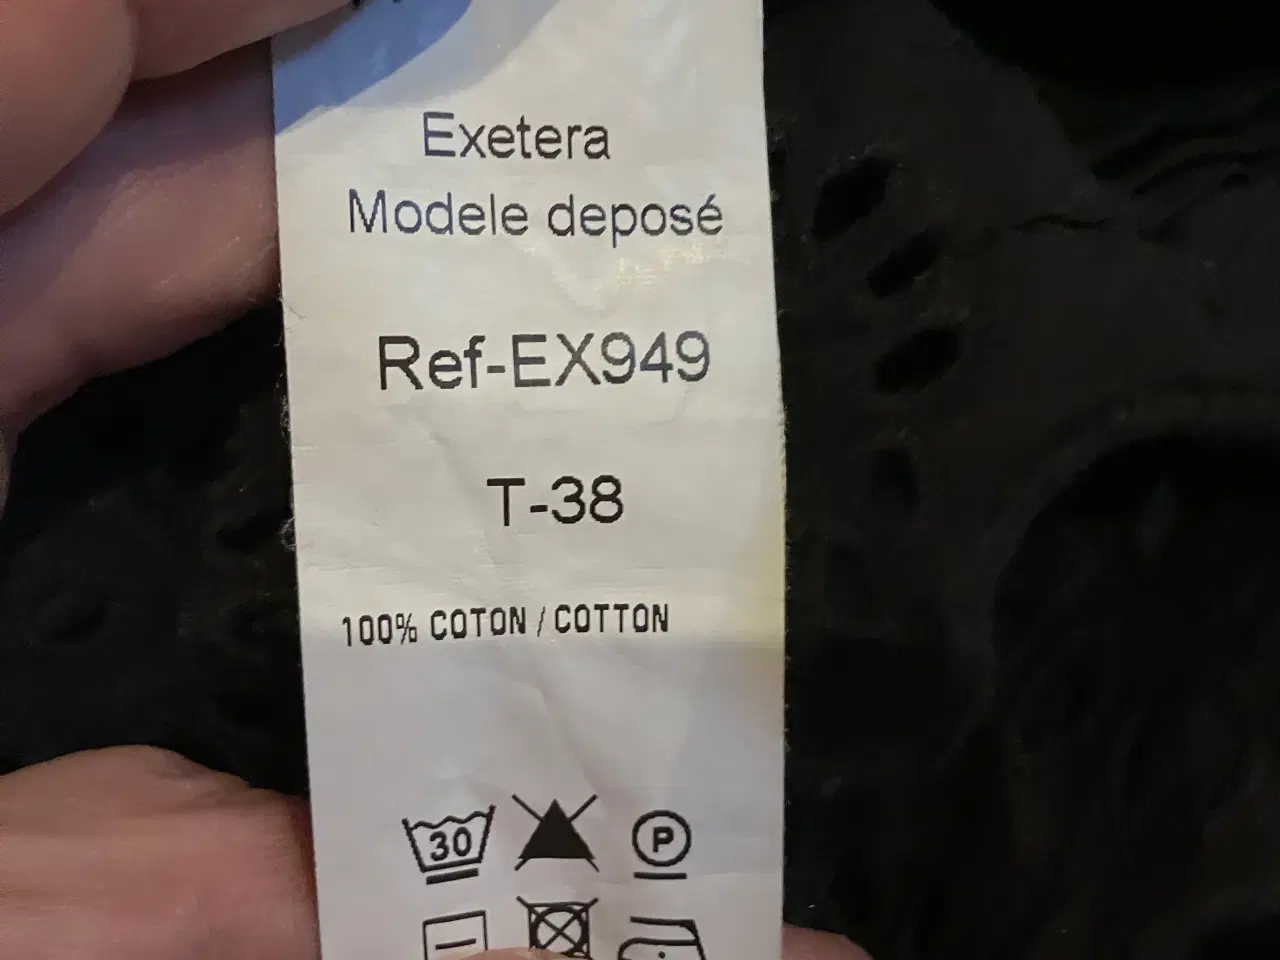 Exetera
Modele deposé
Ref-EX949
T-38
100% COTON / COTTON
30
P